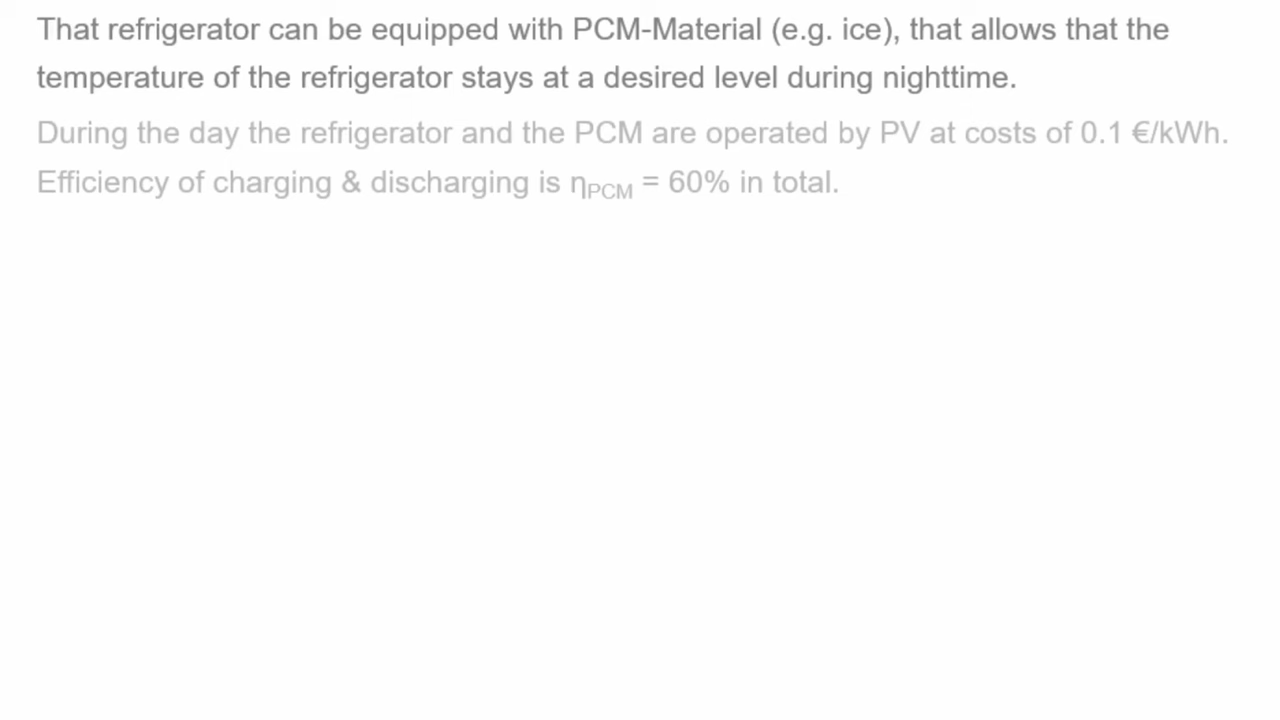 That refrigerator can be equipped with PCM-Material (e.g. ice), that allows that the
temperature of the refrigerator stays at a desired level during nighttime.
During the day the refrigerator and the PCM are operated by PV at costs of 0.1 €/kWh.
Efficiency of charging & discharging is ηPCM = 60% in total.